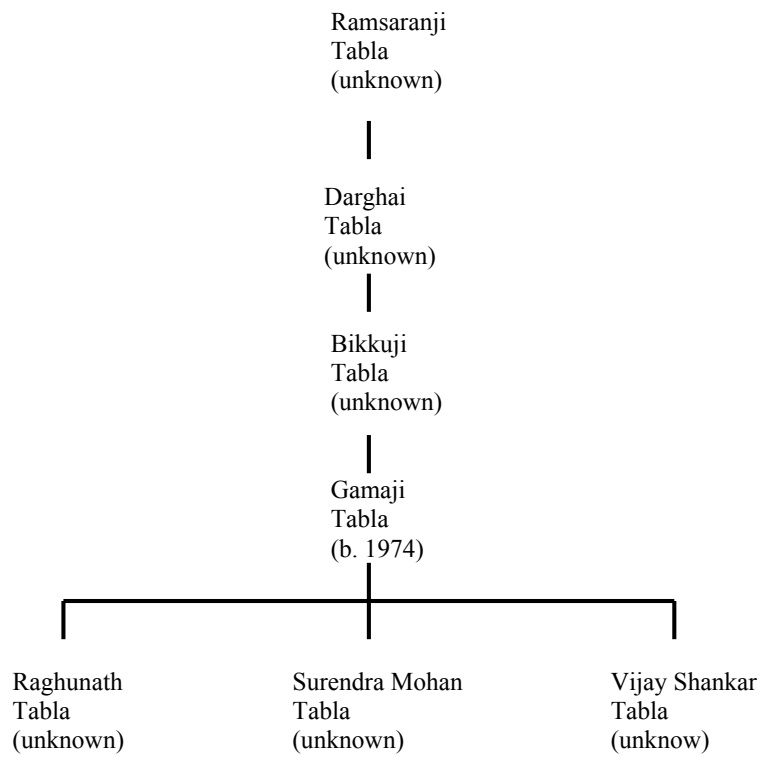 Ramsaranji
Tabla
(unknown)
Darghai
Tabla
(unknown)
Bikkuji
Tabla
(unknown)
Gamaji
Tabla
(b. 1974)
Raghunath
Tabla
(unknown)
Surendra Mohan
Tabla
(unknown)
Vijay Shankar
Tabla
(unknow)